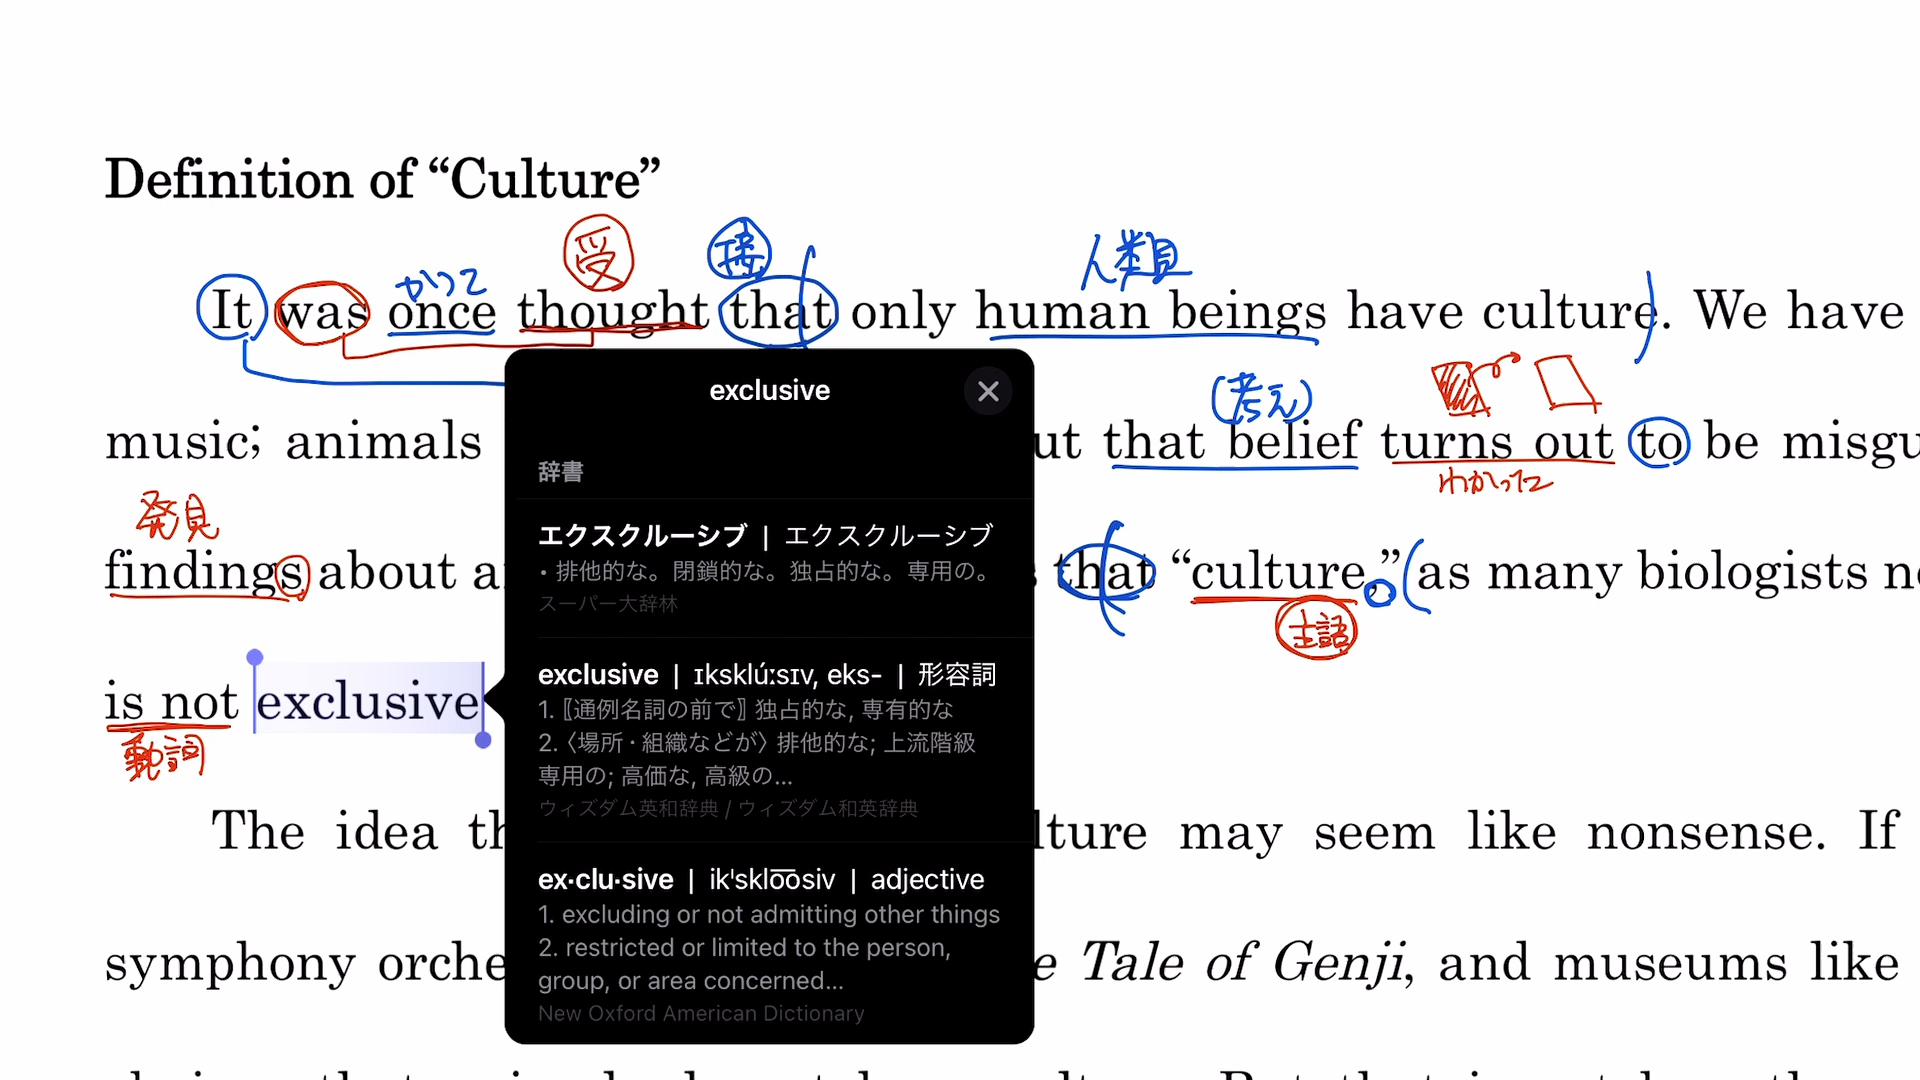 Definition of “Culture”
受
接
人類
かつて
It was once thought that only human beings have culture. We have
exclusive
(考え)
music; animals
ut that belief turns out to be misgu
わかった
辞書
発見
エクスクルーシブ | エクスクルーシブ
• 排他的な。閉鎖的な。独占的な。専用の。
スーパー大辞林
findings about
that “culture,” (as many biologists
主語
is not exclusive
動詞
exclusive | ɪksklúːsɪv, eks- | 形容詞
1. 〖通例名詞の前で〗 独占的な, 専有的な
2. 〈場所・組織などが〉 排他的な; 上流階級
専用の; 高価な, 高級の...
ウィズダム英和辞典 / ウィズダム和英辞典
The idea th
lture may seem like nonsense. If
ex·clu·sive | ik'sklo͞osiv | adjective
1. excluding or not admitting other things
2. restricted or limited to the person,
group, or area concerned...
New Oxford American Dictionary
symphony orche
e Tale of Genji, and museums like